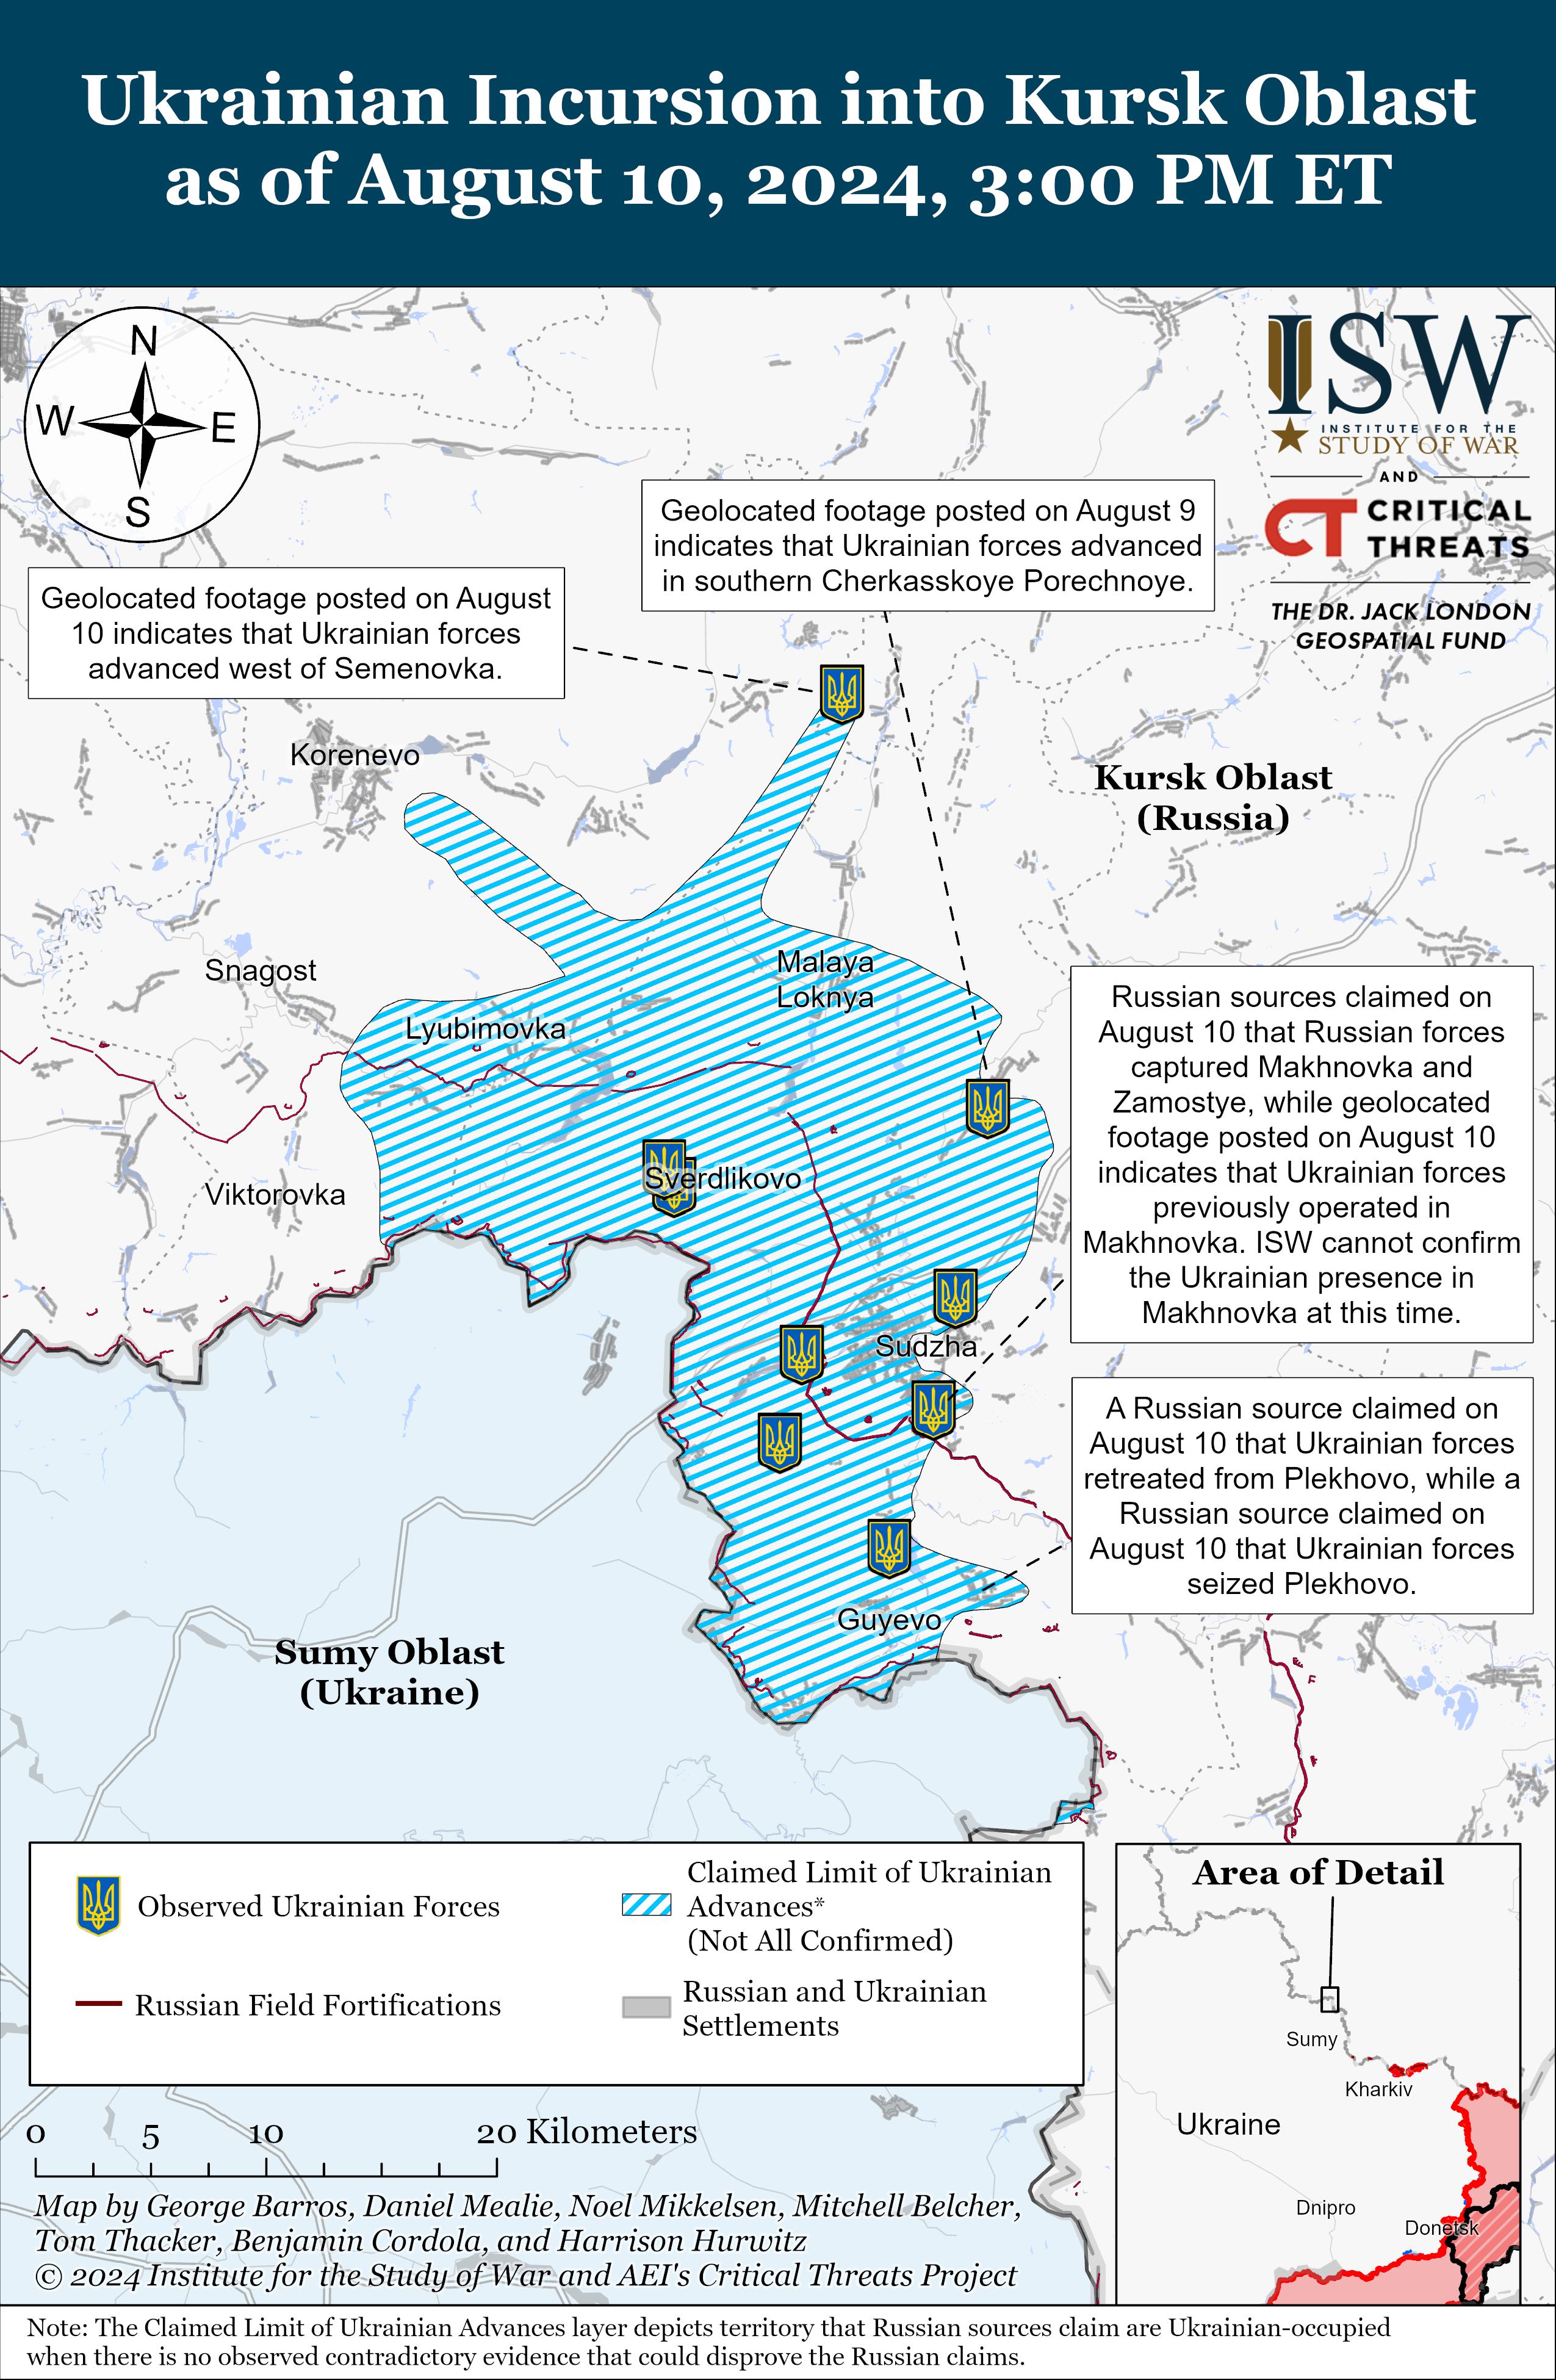 Ukrainian Incursion into Kursk Oblast
as of August 10, 2024, 3:00 PM ET
N
W
E
S
ISW
INSTITUTE FOR THE
STUDY OF WAR
AND
CT
CRITICAL
THREATS
THE DR. JACK LONDON
GEOSPATIAL FUND
Geolocated footage posted on August 9
indicates that Ukrainian forces advanced
in southern Cherkasskoye Porechnoye.
Geolocated footage posted on August
10 indicates that Ukrainian forces
advanced west of Semenovka.
Korenevo
Kursk Oblast
(Russia)
Snagost
Malaya
Loknya
Lyubimovka
Russian sources claimed on
August 10 that Russian forces
captured Makhnovka and
Zamostye, while geolocated
footage posted on August 10
indicates that Ukrainian forces
previously operated in
Makhnovka. ISW cannot confirm
the Ukrainian presence in
Makhnovka at this time.
Sverdlikovo
Viktorovka
Sudzha
A Russian source claimed on
August 10 that Ukrainian forces
retreated from Plekhovo, while a
Russian source claimed on
August 10 that Ukrainian forces
seized Plekhovo.
Guyevo
Sumy Oblast
(Ukraine)
Observed Ukrainian Forces
Claimed Limit of Ukrainian
Advances*
(Not All Confirmed)
Russian Field Fortifications
Russian and Ukrainian
Settlements
Area of Detail
Sumy
Kharkiv
Ukraine
Dnipro
Donetsk
0 5 10 20 Kilometers
Map by George Barros, Daniel Mealie, Noel Mikkelsen, Mitchell Belcher,
Tom Thacker, Benjamin Cordola, and Harrison Hurwitz
© 2024 Institute for the Study of War and AEI's Critical Threats Project
Note: The Claimed Limit of Ukrainian Advances layer depicts territory that Russian sources claim are Ukrainian-occupied
when there is no observed contradictory evidence that could disprove the Russian claims.